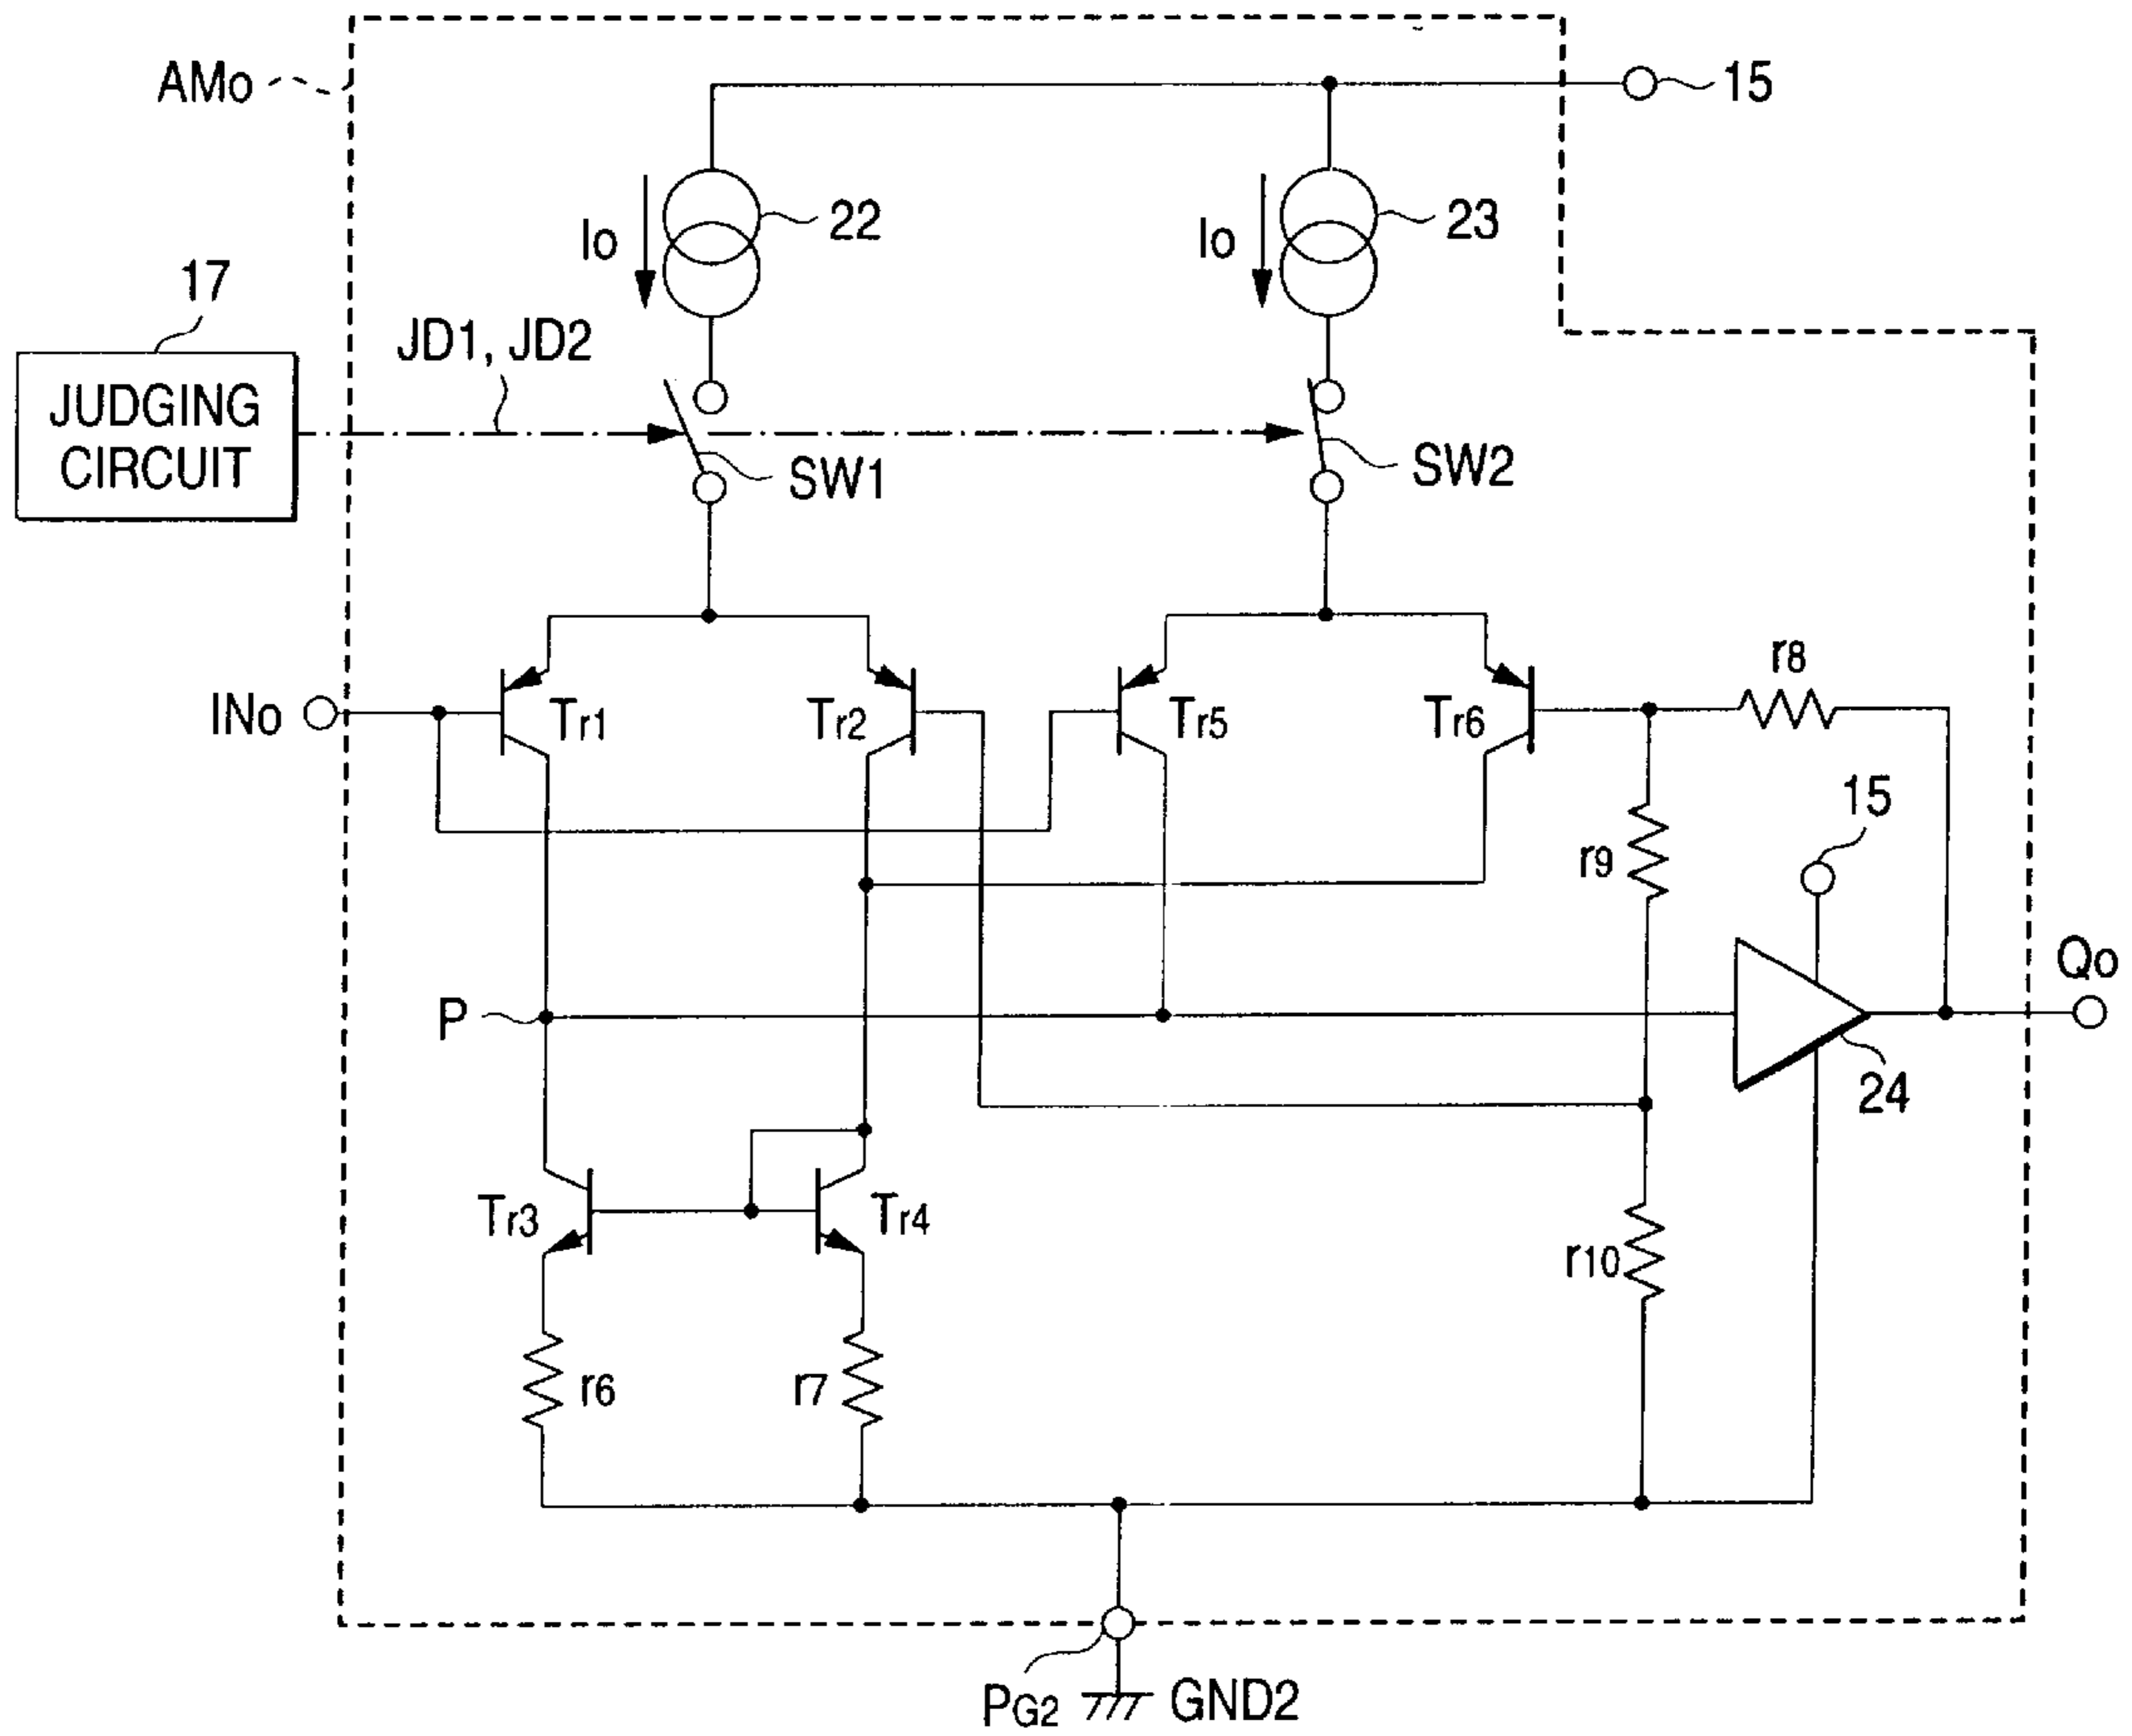 AMo
15
Io
22
Io
23
17
JD1, JD2
JUDGING
CIRCUIT
SW1
SW2
INo
Tr1
Tr2
Tr5
Tr6
r8
15
r9
Qo
P
24
Tr3
Tr4
r10
r6
r7
PG2
GND2